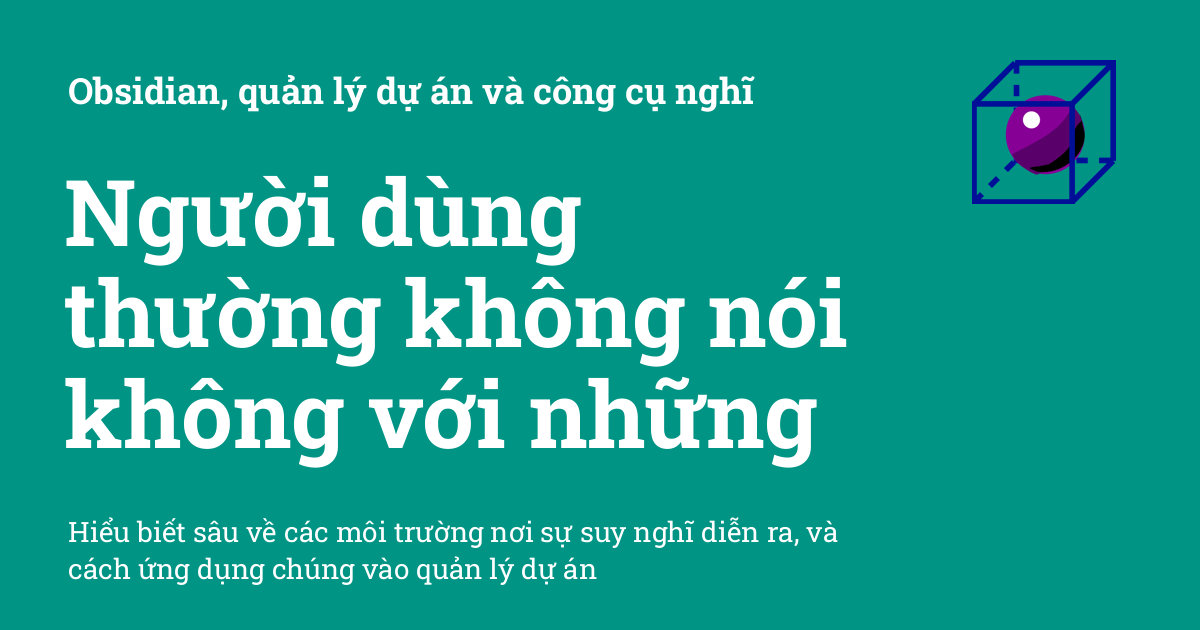 Obsidian, quản lý dự án và công cụ nghĩ
Người dùng
thường không nói
không với những
Hiểu biết sâu về các môi trường nơi sự suy nghĩ diễn ra, và
cách ứng dụng chúng vào quản lý dự án